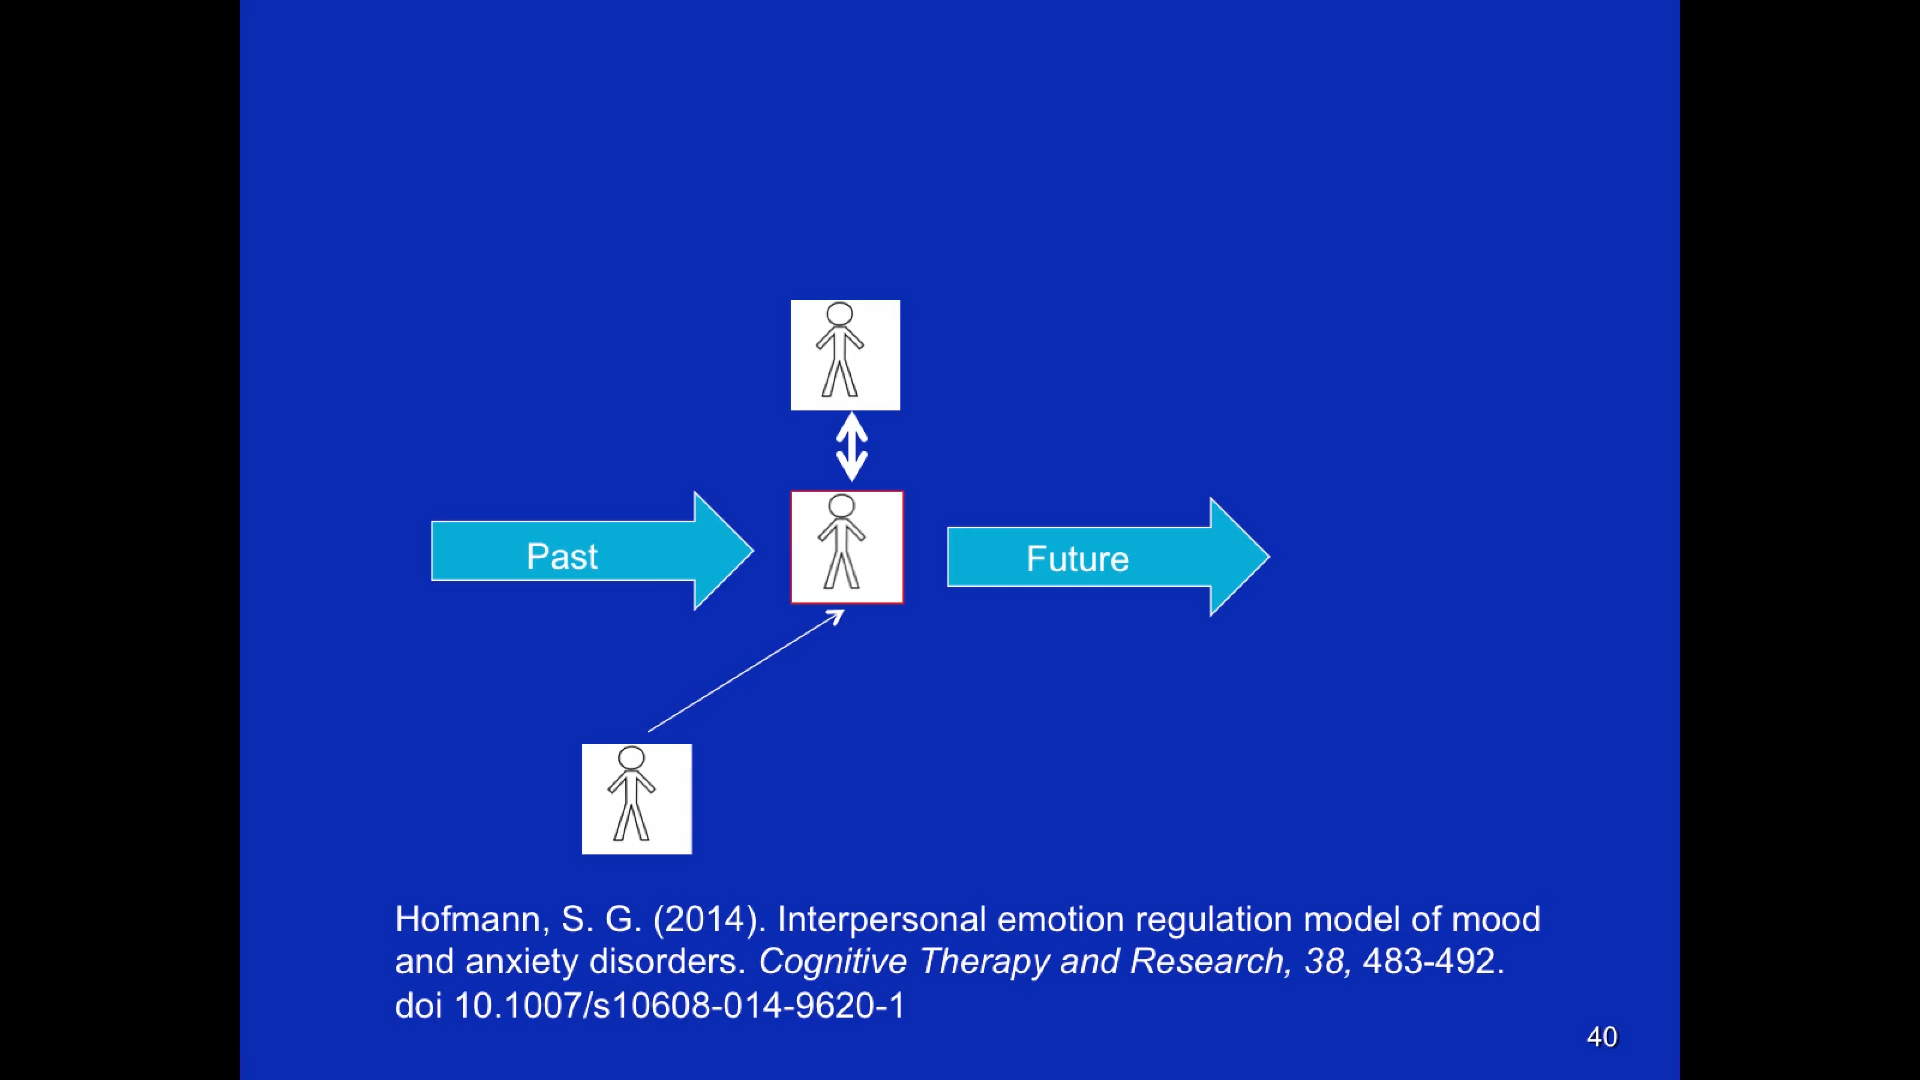 Past
Future
Hofmann, S. G. (2014). Interpersonal emotion regulation model of mood
and anxiety disorders. Cognitive Therapy and Research, 38, 483-492.
doi 10.1007/s10608-014-9620-1
40